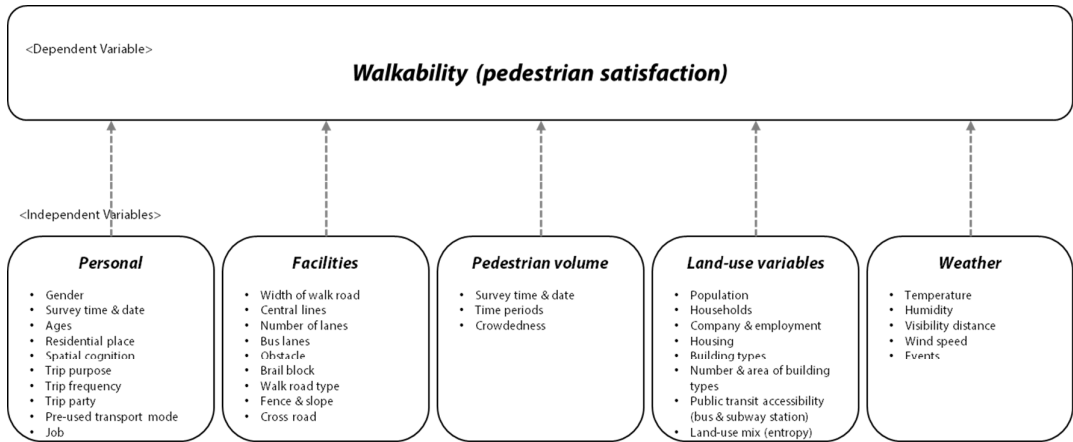 <Dependent Variable>
Walkability (pedestrian satisfaction)
<Independent Variables>
Personal
• Gender
• Survey time & date
• Ages
• Residential place
• Spatial cognition
• Trip purpose
• Trip frequency
• Trip party
• Pre-used transport mode
• Job
Facilities
• Width of walk road
• Central lines
• Number of lanes
• Bus lanes
• Obstacle
• Brail block
• Walk road type
• Fence & slope
• Cross road
Pedestrian volume
• Survey time & date
• Time periods
• Crowdedness
Land-use variables
• Population
• Households
• Company & employment
• Housing
• Building types
• Number & area of building
types
• Public transit accessibility
(bus & subway station)
• Land-use mix (entropy)
Weather
• Temperature
• Humidity
• Visibility distance
• Wind speed
• Events